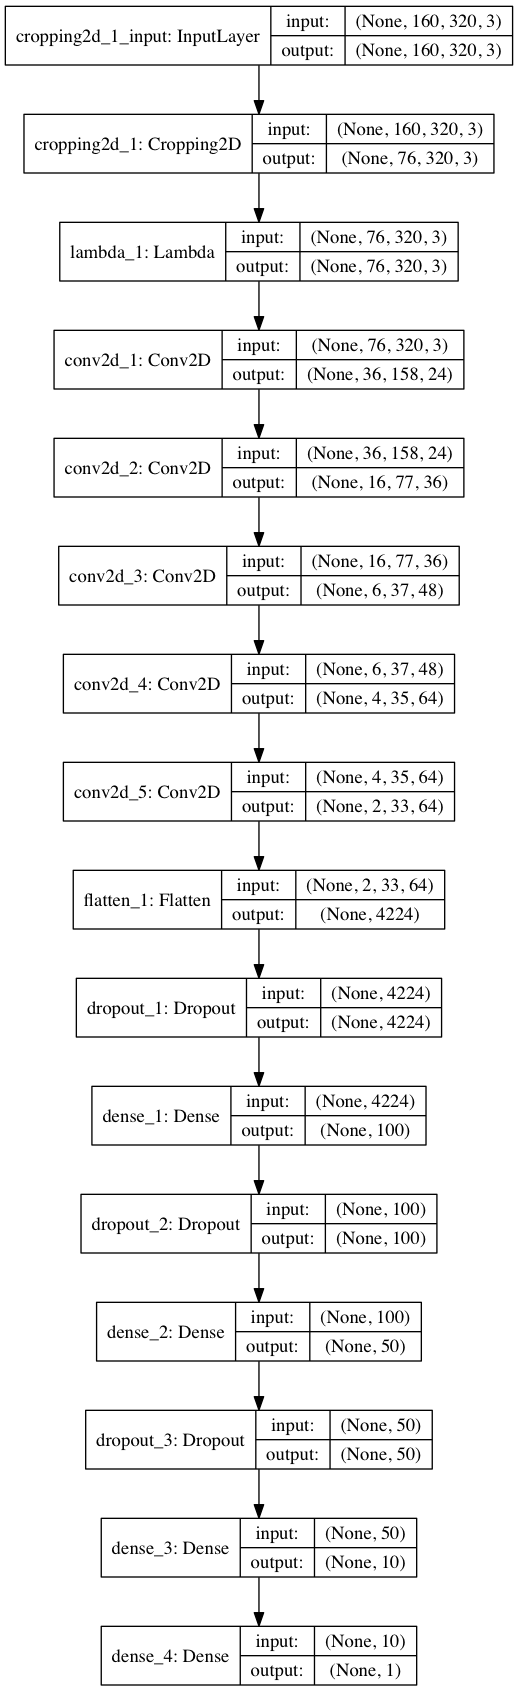 cropping2d_1_input: InputLayer
input: (None, 160, 320, 3)
output: (None, 160, 320, 3)
cropping2d_1: Cropping2D
input: (None, 160, 320, 3)
output: (None, 76, 320, 3)
lambda_1: Lambda
input: (None, 76, 320, 3)
output: (None, 76, 320, 3)
conv2d_1: Conv2D
input: (None, 76, 320, 3)
output: (None, 36, 158, 24)
conv2d_2: Conv2D
input: (None, 36, 158, 24)
output: (None, 16, 77, 36)
conv2d_3: Conv2D
input: (None, 16, 77, 36)
output: (None, 6, 37, 48)
conv2d_4: Conv2D
input: (None, 6, 37, 48)
output: (None, 4, 35, 64)
conv2d_5: Conv2D
input: (None, 4, 35, 64)
output: (None, 2, 33, 64)
flatten_1: Flatten
input: (None, 2, 33, 64)
output: (None, 4224)
dropout_1: Dropout
input: (None, 4224)
output: (None, 4224)
dense_1: Dense
input: (None, 4224)
output: (None, 100)
dropout_2: Dropout
input: (None, 100)
output: (None, 100)
dense_2: Dense
input: (None, 100)
output: (None, 50)
dropout_3: Dropout
input: (None, 50)
output: (None, 50)
dense_3: Dense
input: (None, 50)
output: (None, 10)
dense_4: Dense
input: (None, 10)
output: (None, 1)